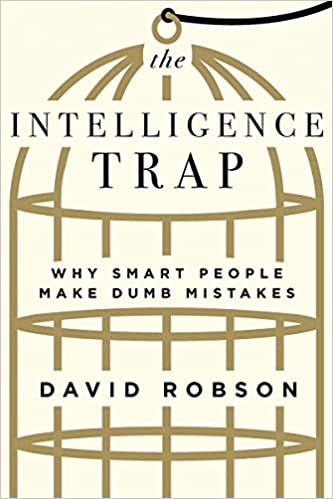 the
INTELLIGENCE
TRAP
WHY SMART PEOPLE
MAKE DUMB MISTAKES
DAVID ROBSON